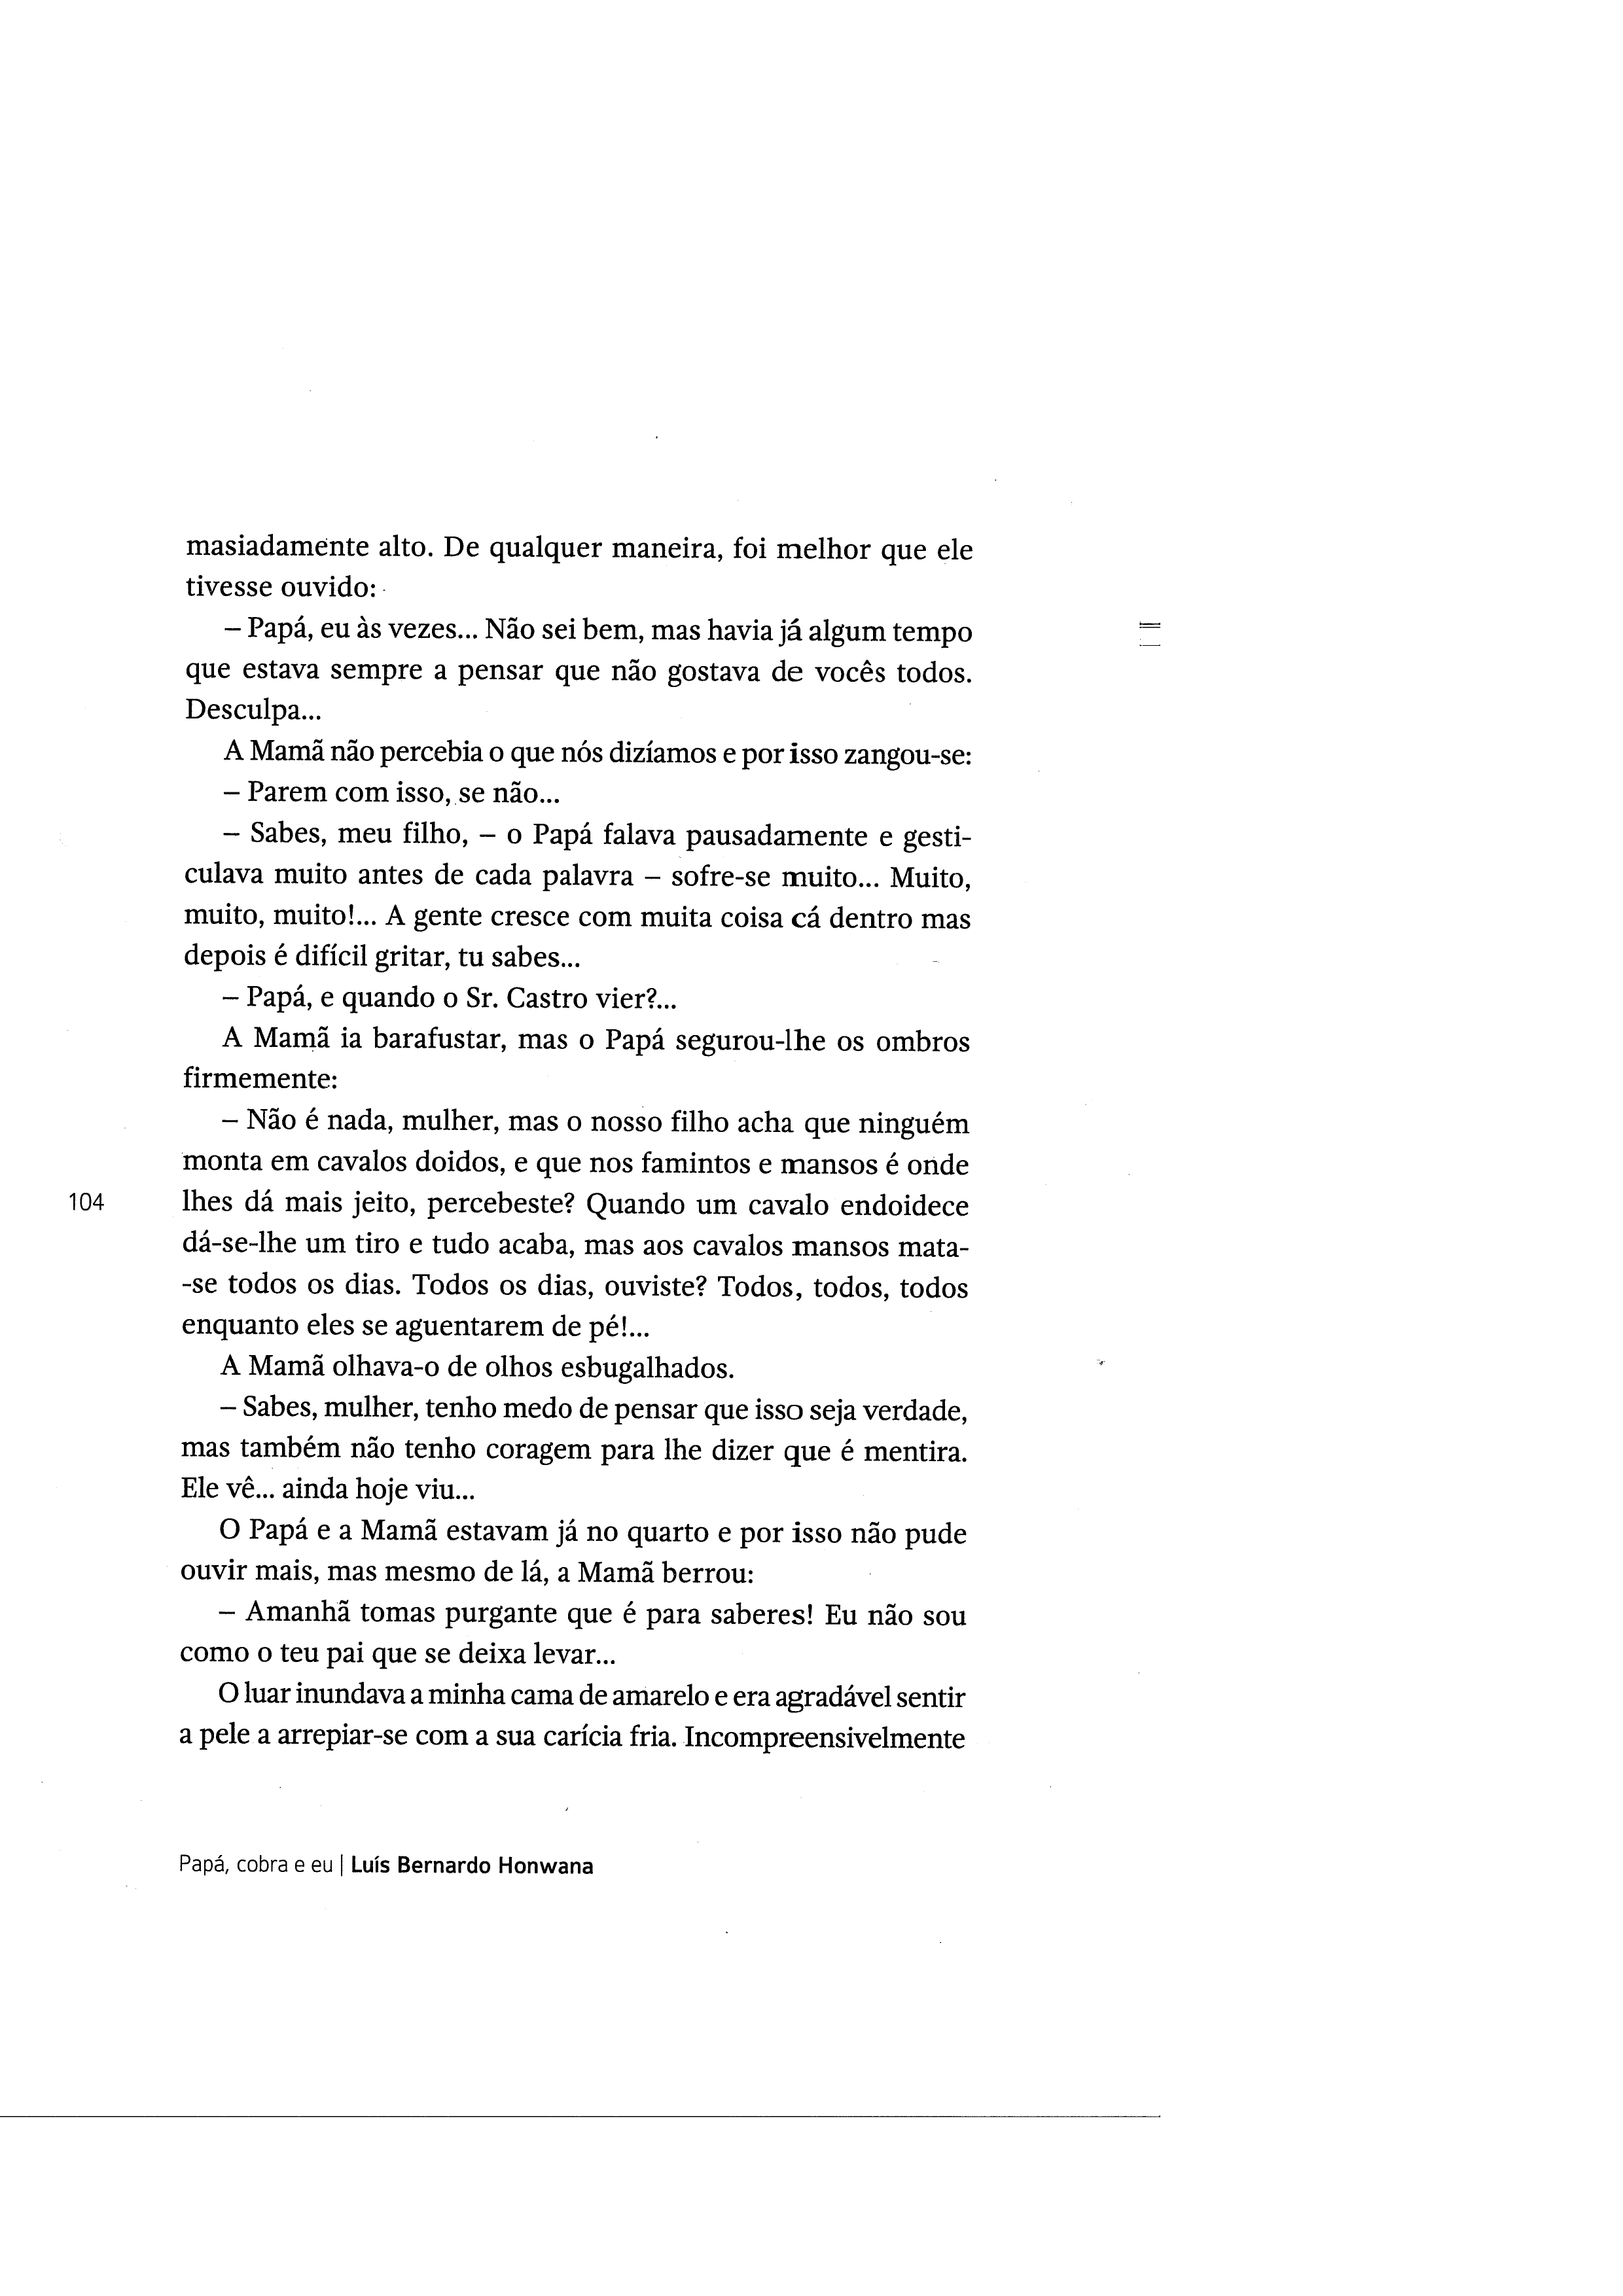 masiadamente alto. De qualquer maneira, foi melhor que ele
tivesse ouvido:
– Papá, eu às vezes... Não sei bem, mas havia já algum tempo
que estava sempre a pensar que não gostava de vocês todos.
Desculpa...
A Mamã não percebia o que nós dizíamos e por isso zangou-se:
– Parem com isso, se não...
– Sabes, meu filho, – o Papá falava pausadamente e gesti-
culava muito antes de cada palavra – sofre-se muito... Muito,
muito, muito!... A gente cresce com muita coisa cá dentro mas
depois é difícil gritar, tu sabes...
– Papá, e quando o Sr. Castro vier?...
A Mamã ia barafustar, mas o Papá segurou-lhe os ombros
firmemente:
– Não é nada, mulher, mas o nosso filho acha que ninguém
monta em cavalos doidos, e que nos famintos e mansos é onde
104
lhes dá mais jeito, percebeste? Quando um cavalo endoidece
dá-se-lhe um tiro e tudo acaba, mas aos cavalos mansos mata-
-se todos os dias. Todos os dias, ouviste? Todos, todos, todos
enquanto eles se aguentarem de pé!...
A Mamã olhava-o de olhos esbugalhados.
– Sabes, mulher, tenho medo de pensar que isso seja verdade,
mas também não tenho coragem para lhe dizer que é mentira.
Ele vê... ainda hoje viu...
O Papá e a Mamã estavam já no quarto e por isso não pude
ouvir mais, mas mesmo de lá, a Mamã berrou:
– Amanhã tomas purgante que é para saberes! Eu não sou
como o teu pai que se deixa levar...
O luar inundava a minha cama de amarelo e era agradável sentir
a pele a arrepiar-se com a sua carícia fria. Incompreensivelmente
Papá, cobra e eu | Luís Bernardo Honwana